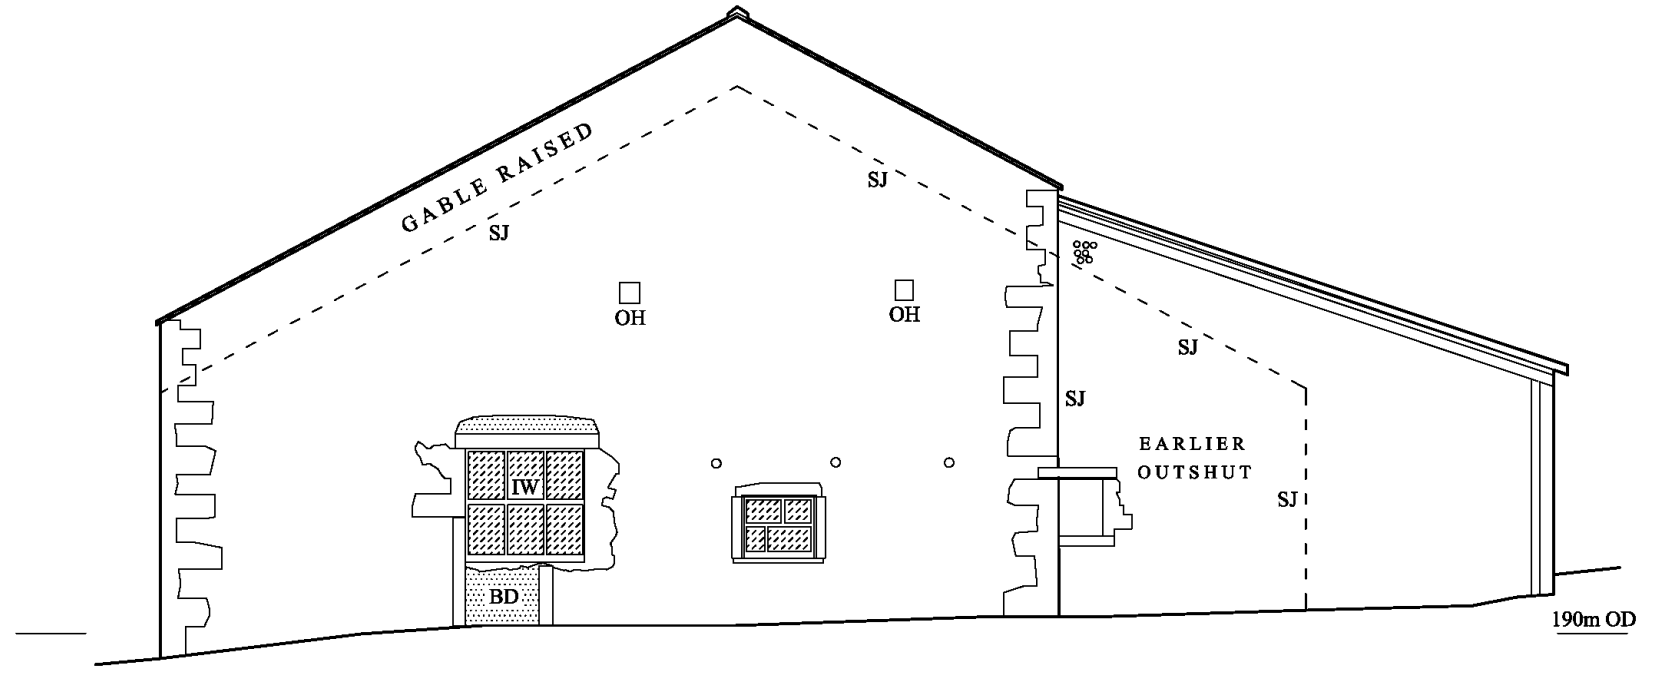 GABLE RAISED
SJ
SJ
OH
OH
SJ
SJ
EARLIER
OUTSHUT
IW
SJ
BD
190m OD